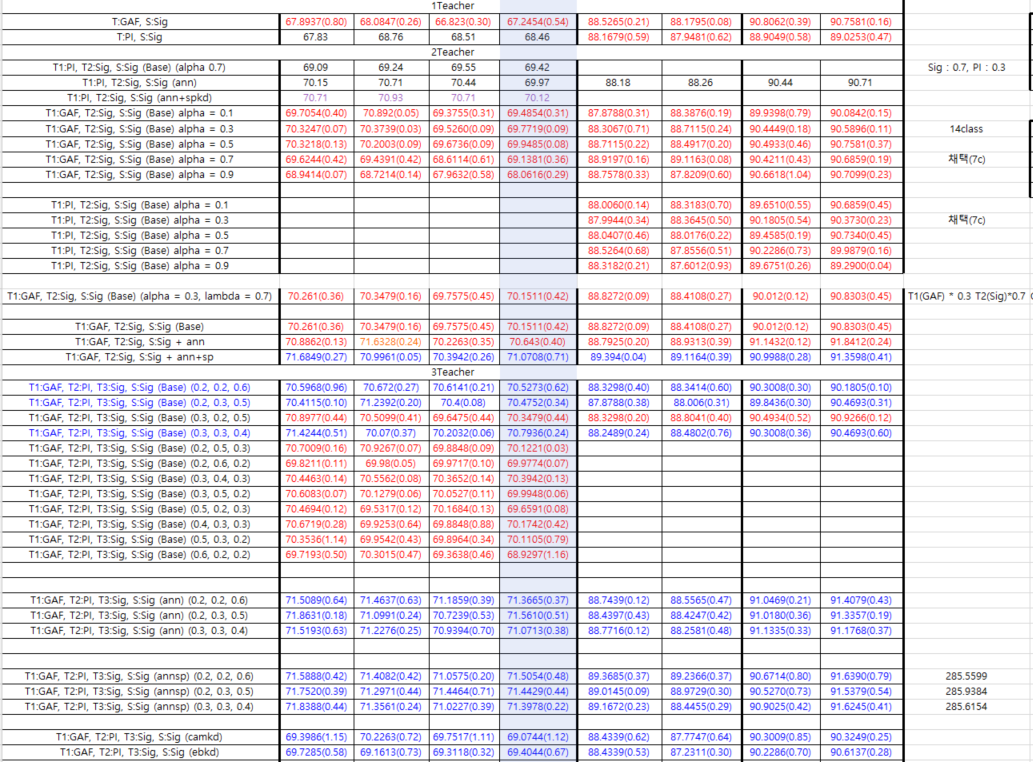 1Teacher
T:GAF, S:Sig 67.8937(0.80) 68.0847(0.26) 66.823(0.30) 67.2454(0.54) 88.5265(0.21) 88.1795(0.08) 90.8062(0.39) 90.7581(0.16)
T:PI, S:Sig 67.83 68.76 68.51 68.46 88.1679(0.59) 87.9481(0.62) 88.9049(0.58) 89.0253(0.47)
2Teacher
T1:PI, T2:Sig, S:Sig (Base) (alpha 0.7) 69.09 69.24 69.55 69.42 Sig : 0.7, PI : 0.3
T1:PI, T2:Sig, S:Sig (ann) 70.15 70.71 70.44 69.97 88.18 88.26 90.44 90.71
T1:PI, T2:Sig, S:Sig (ann+spkd) 70.71 70.93 70.71 70.12
T1:GAF, T2:Sig, S:Sig (Base) alpha = 0.1 69.7054(0.40) 70.892(0.05) 69.3755(0.31) 69.4854(0.31) 87.8788(0.31) 88.3876(0.19) 89.9398(0.79) 90.0842(0.15)
T1:GAF, T2:Sig, S:Sig (Base) alpha = 0.3 70.3247(0.07) 70.3739(0.03) 69.5260(0.09) 69.7719(0.09) 88.3067(0.71) 88.7115(0.24) 90.4449(0.18) 90.5896(0.11) 14class
T1:GAF, T2:Sig, S:Sig (Base) alpha = 0.5 70.3218(0.13) 70.2003(0.09) 69.6736(0.09) 69.9485(0.08) 88.7115(0.22) 88.4917(0.20) 90.4933(0.46) 90.7581(0.37)
T1:GAF, T2:Sig, S:Sig (Base) alpha = 0.7 69.6244(0.42) 69.4391(0.42) 68.6114(0.61) 69.1381(0.36) 88.9197(0.16) 89.1163(0.08) 90.4211(0.43) 90.6859(0.19) 채택(7c)
T1:GAF, T2:Sig, S:Sig (Base) alpha = 0.9 68.9414(0.07) 68.7214(0.14) 67.9632(0.58) 68.0616(0.29) 88.7578(0.33) 87.8209(0.60) 90.6618(1.04) 90.7099(0.23)
T1:PI, T2:Sig, S:Sig (Base) alpha = 0.1 88.0060(0.14) 88.3183(0.70) 89.6510(0.55) 90.6859(0.45)
T1:PI, T2:Sig, S:Sig (Base) alpha = 0.3 87.9944(0.34) 88.3645(0.50) 90.1805(0.54) 90.3730(0.23) 채택(7c)
T1:PI, T2:Sig, S:Sig (Base) alpha = 0.5 88.0407(0.46) 88.0176(0.22) 89.4585(0.19) 90.7340(0.45)
T1:PI, T2:Sig, S:Sig (Base) alpha = 0.7 88.5264(0.68) 87.8556(0.51) 90.2286(0.73) 89.9879(0.16)
T1:PI, T2:Sig, S:Sig (Base) alpha = 0.9 88.3182(0.21) 87.6012(0.93) 89.6751(0.26) 89.2900(0.04)
T1:GAF, T2:Sig, S:Sig (Base) (alpha = 0.3, lambda = 0.7) 70.261(0.36) 70.3479(0.16) 69.7575(0.45) 70.1511(0.42) 88.8272(0.09) 88.4108(0.27) 90.012(0.12) 90.8303(0.45) T1(GAF) * 0.3 T2(Sig)*0.7
T1:GAF, T2:Sig, S:Sig (Base) 70.261(0.36) 70.3479(0.16) 69.7575(0.45) 70.1511(0.42) 88.8272(0.09) 88.4108(0.27) 90.012(0.12) 90.8303(0.45)
T1:GAF, T2:Sig, S:Sig + ann 70.8862(0.13) 71.6328(0.24) 70.2263(0.35) 70.643(0.40) 88.7925(0.20) 88.9313(0.39) 91.1432(0.12) 91.8412(0.24)
T1:GAF, T2:Sig, S:Sig + ann+sp 71.6849(0.27) 70.9961(0.05) 70.3942(0.26) 71.0708(0.71) 89.394(0.04) 89.1164(0.39) 90.9988(0.28) 91.3598(0.41)
3Teacher
T1:GAF, T2:PI, T3:Sig, S:Sig (Base) (0.2, 0.2, 0.6) 70.5968(0.96) 70.672(0.27) 70.6141(0.21) 70.5273(0.62) 88.3298(0.40) 88.3414(0.60) 90.3008(0.30) 90.1805(0.10)
T1:GAF, T2:PI, T3:Sig, S:Sig (Base) (0.2, 0.3, 0.5) 70.4115(0.10) 71.2392(0.20) 70.4(0.08) 70.4752(0.34) 87.8788(0.38) 88.006(0.31) 89.8436(0.30) 90.4693(0.31)
T1:GAF, T2:PI, T3:Sig, S:Sig (Base) (0.3, 0.2, 0.5) 70.8977(0.44) 70.5099(0.41) 69.6475(0.44) 70.3479(0.44) 88.3298(0.20) 88.8041(0.40) 90.4934(0.52) 90.9266(0.12)
T1:GAF, T2:PI, T3:Sig, S:Sig (Base) (0.3, 0.3, 0.4) 71.4244(0.51) 70.07(0.37) 70.2032(0.06) 70.7936(0.24) 88.2489(0.24) 88.4802(0.76) 90.3008(0.36) 90.4693(0.60)
T1:GAF, T2:PI, T3:Sig, S:Sig (Base) (0.2, 0.5, 0.3) 70.7009(0.16) 70.9267(0.07) 69.8848(0.09) 70.1221(0.03)
T1:GAF, T2:PI, T3:Sig, S:Sig (Base) (0.2, 0.6, 0.2) 69.8211(0.11) 69.98(0.05) 69.9717(0.10) 69.9774(0.07)
T1:GAF, T2:PI, T3:Sig, S:Sig (Base) (0.3, 0.4, 0.3) 70.4463(0.14) 70.5562(0.08) 70.3652(0.14) 70.3942(0.13)
T1:GAF, T2:PI, T3:Sig, S:Sig (Base) (0.3, 0.5, 0.2) 70.6083(0.07) 70.1279(0.06) 70.0527(0.11) 69.9948(0.06)
T1:GAF, T2:PI, T3:Sig, S:Sig (Base) (0.5, 0.2, 0.3) 70.4694(0.12) 69.5317(0.12) 70.1684(0.13) 69.6591(0.08)
T1:GAF, T2:PI, T3:Sig, S:Sig (Base) (0.4, 0.3, 0.3) 70.6719(0.28) 69.9253(0.64) 69.8848(0.88) 70.1742(0.42)
T1:GAF, T2:PI, T3:Sig, S:Sig (Base) (0.5, 0.3, 0.2) 70.3536(1.14) 69.9542(0.43) 69.8964(0.34) 70.1105(0.79)
T1:GAF, T2:PI, T3:Sig, S:Sig (Base) (0.6, 0.2, 0.2) 69.7193(0.50) 70.3015(0.47) 69.3638(0.46) 68.9297(1.16)
T1:GAF, T2:PI, T3:Sig, S:Sig (ann) (0.2, 0.2, 0.6) 71.5089(0.64) 71.4637(0.63) 71.1859(0.39) 71.3665(0.37) 88.7439(0.12) 88.5565(0.47) 91.0469(0.21) 91.4079(0.43)
T1:GAF, T2:PI, T3:Sig, S:Sig (ann) (0.2, 0.3, 0.5) 71.8631(0.18) 71.0991(0.24) 70.7239(0.53) 71.5610(0.51) 88.4397(0.43) 88.4247(0.42) 91.0180(0.36) 91.3357(0.19)
T1:GAF, T2:PI, T3:Sig, S:Sig (ann) (0.3, 0.3, 0.4) 71.5193(0.63) 71.2276(0.25) 70.9394(0.70) 71.0713(0.38) 88.7716(0.12) 88.2581(0.48) 91.1335(0.33) 91.1768(0.37)
T1:GAF, T2:PI, T3:Sig, S:Sig (annsp) (0.2, 0.2, 0.6) 71.5888(0.42) 71.4082(0.42) 71.0575(0.20) 71.5054(0.48) 89.3685(0.37) 89.2366(0.37) 90.6714(0.80) 91.6390(0.79) 285.5599
T1:GAF, T2:PI, T3:Sig, S:Sig (annsp) (0.2, 0.3, 0.5) 71.7520(0.39) 71.2971(0.44) 71.4464(0.71) 71.4429(0.44) 89.0145(0.09) 88.9729(0.30) 90.5270(0.73) 91.5379(0.54) 285.9384
T1:GAF, T2:PI, T3:Sig, S:Sig (annsp) (0.3, 0.3, 0.4) 71.8388(0.44) 71.3561(0.24) 71.0227(0.39) 71.3978(0.22) 89.1672(0.23) 88.4455(0.29) 90.9025(0.42) 91.6245(0.41) 285.6154
T1:GAF, T2:PI, T3:Sig, S:Sig (camkd) 69.3986(1.15) 70.2263(0.72) 69.7517(1.11) 69.0744(1.12) 88.4339(0.62) 87.7747(0.64) 90.3009(0.85) 90.3249(0.25)
T1:GAF, T2:PI, T3:Sig, S:Sig (ebkd) 69.7285(0.58) 69.1613(0.73) 69.3118(0.32) 69.4044(0.67) 88.4339(0.53) 87.2311(0.30) 90.2286(0.70) 90.6137(0.28)